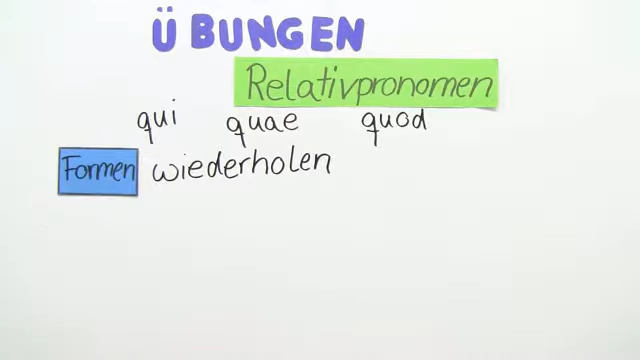 ÜBUNGEN
Relativpronomen
qui quae quod
Formen wiederholen